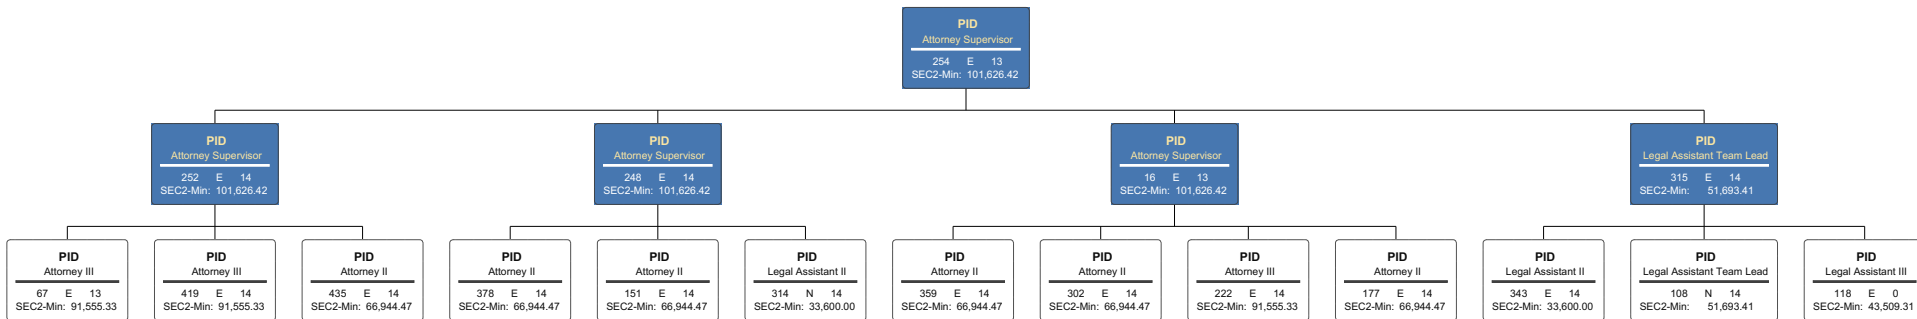 PID
Attorney Supervisor
254 E 13
SEC2-Min: 101,626.42
PID
Attorney Supervisor
252 E 14
SEC2-Min: 101,626.42
PID
Attorney Supervisor
248 E 14
SEC2-Min: 101,626.42
PID
Attorney Supervisor
16 E 13
SEC2-Min: 101,626.42
PID
Legal Assistant Team Lead
315 E 14
SEC2-Min: 51,693.41
PID
Attorney III
67 E 13
SEC2-Min: 91,555.33
PID
Attorney III
419 E 14
SEC2-Min: 91,555.33
PID
Attorney II
435 E 14
SEC2-Min: 66,944.47
PID
Attorney II
378 E 14
SEC2-Min: 66,944.47
PID
Attorney II
151 E 14
SEC2-Min: 66,944.47
PID
Legal Assistant II
314 N 14
SEC2-Min: 33,600.00
PID
Attorney II
359 E 14
SEC2-Min: 66,944.47
PID
Attorney II
302 E 14
SEC2-Min: 66,944.47
PID
Attorney III
222 E 14
SEC2-Min: 91,555.33
PID
Attorney II
177 E 14
SEC2-Min: 66,944.47
PID
Legal Assistant II
343 E 14
SEC2-Min: 33,600.00
PID
Legal Assistant Team Lead
108 N 14
SEC2-Min: 51,693.41
PID
Legal Assistant III
118 E 0
SEC2-Min: 43,509.31